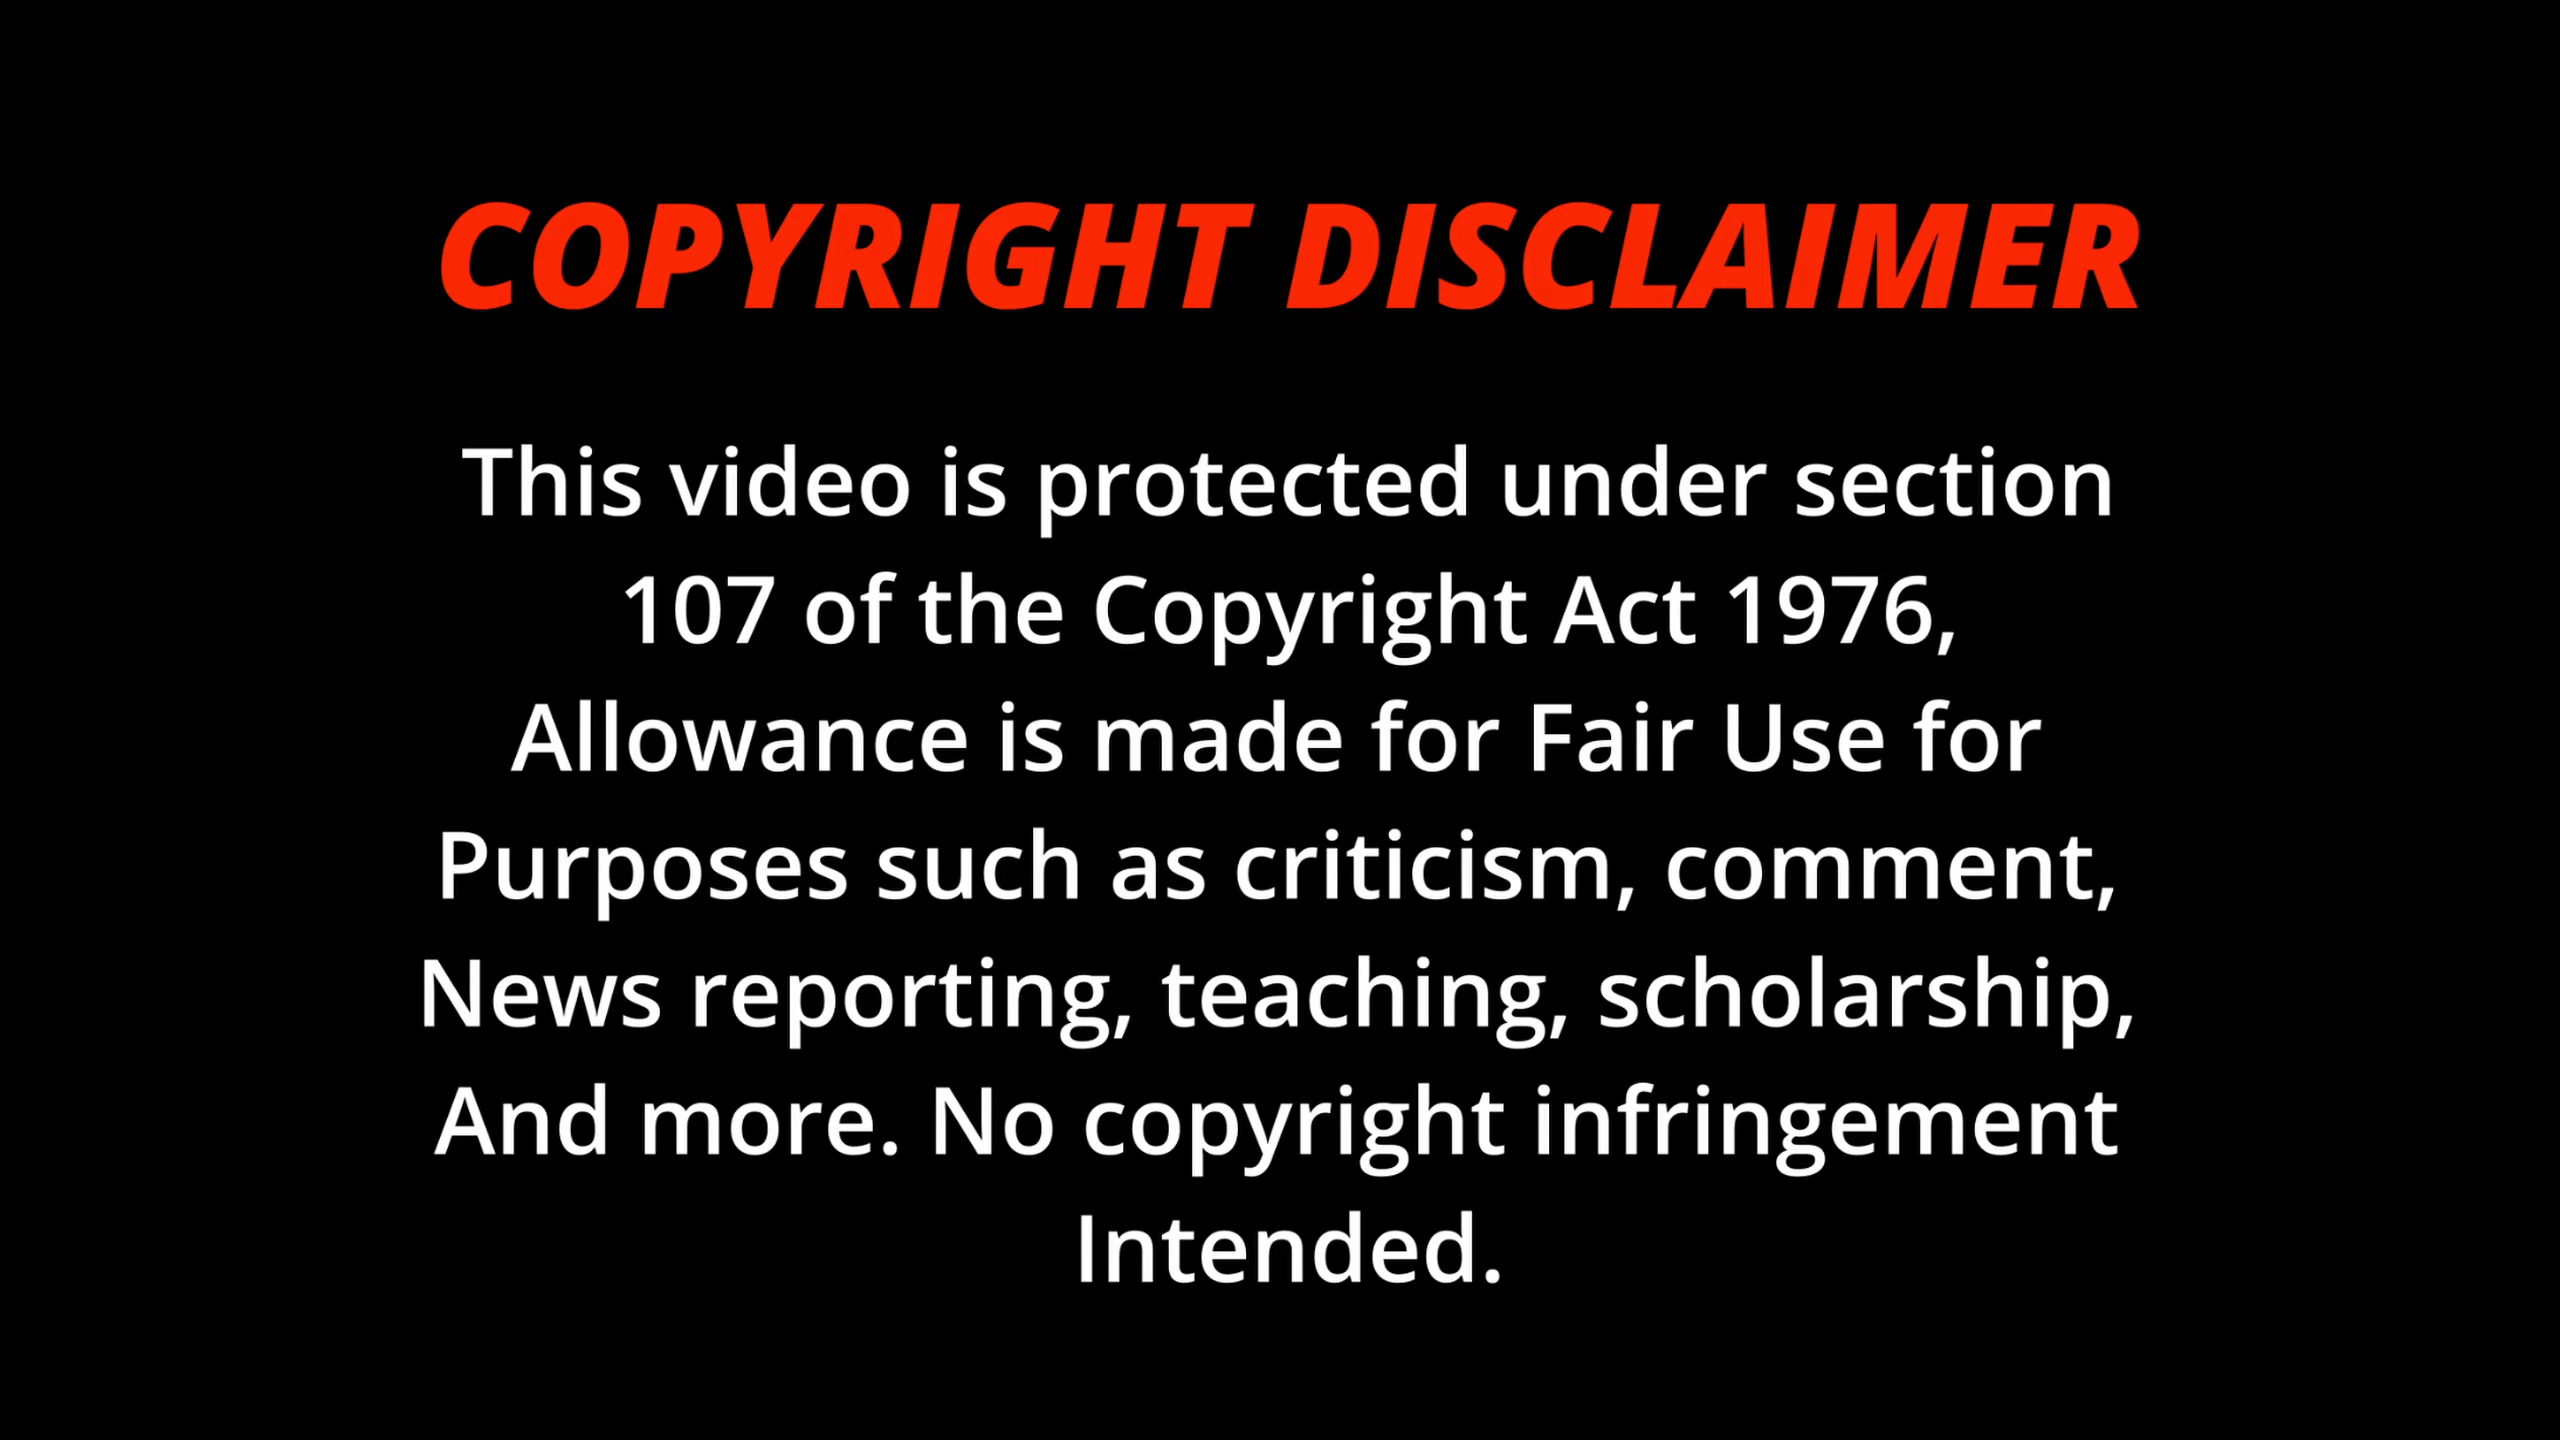 COPYRIGHT DISCLAIMER
This video is protected under section
107 of the Copyright Act 1976,
Allowance is made for Fair Use for
Purposes such as criticism, comment,
News reporting, teaching, scholarship,
And more. No copyright infringement
Intended.